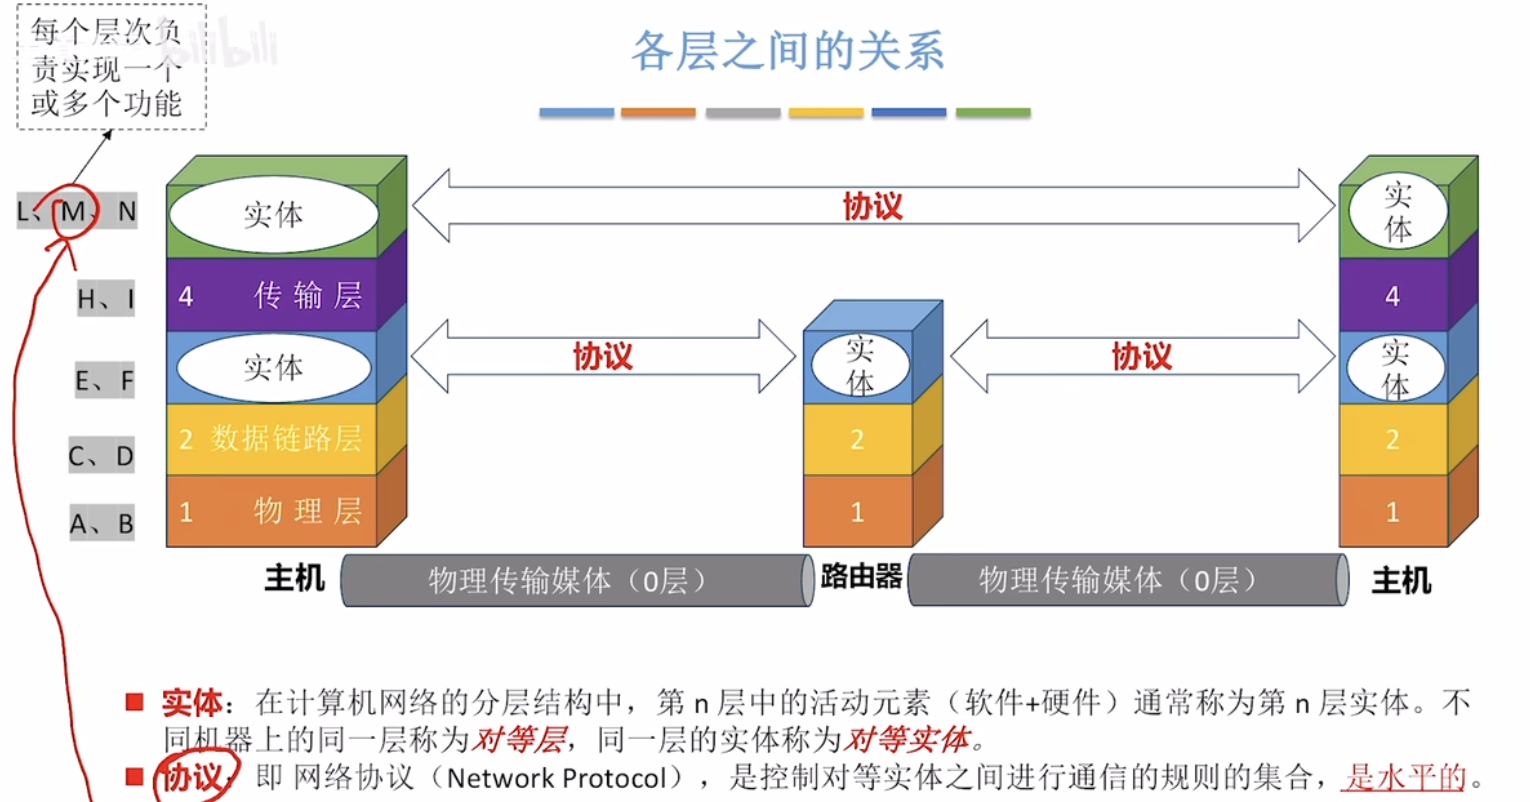 bilibili
每个层次负
责实现一个
或多个功能
各层之间的关系
L、M、N
实体
协议
实
体
H、I
4 传输层
4
E、F
实体
协议
实
体
协议
实
体
C、D
2 数据链路层
2
2
A、B
1 物理层
1
1
主机
物理传输媒体（0层）
路由器
物理传输媒体（0层）
主机
■ 实体：在计算机网络的分层结构中，第 n 层中的活动元素（软件+硬件）通常称为第 n 层实体。不
同机器上的同一层称为对等层，同一层的实体称为对等实体。
■ 协议：即 网络协议（Network Protocol），是控制对等实体之间进行通信的规则的集合，是水平的。